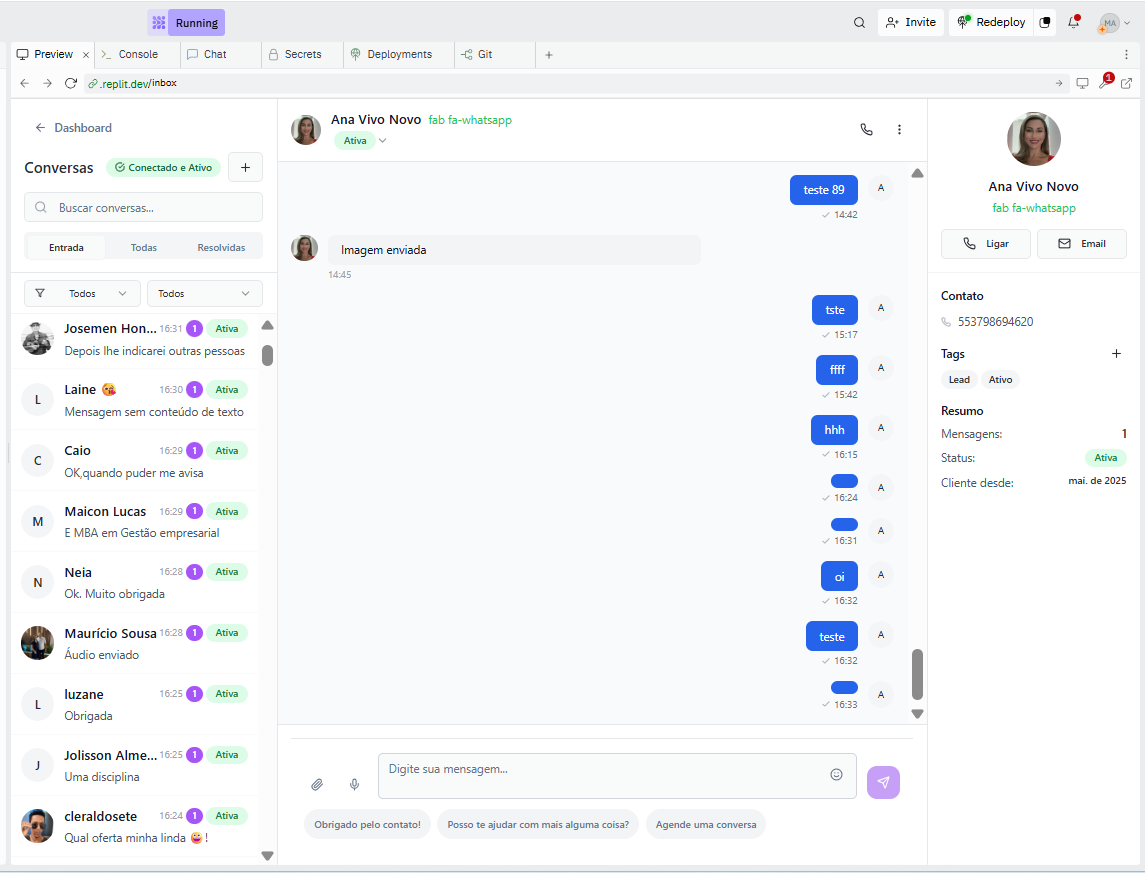 Running
Invite
Redeploy
MA
Preview
Console
Chat
Secrets
Deployments
Git
.replit.dev/inbox
1
Dashboard
Conversas
Conectado e Ativo
Buscar conversas...
Entrada
Todas
Resolvidas
Todos
Todos
Josemen Hon... 16:31 1 Ativa
Depois lhe indicarei outras pessoas
L
Laine 😘 16:30 1 Ativa
Mensagem sem conteúdo de texto
C
Caio 16:29 1 Ativa
OK,quando puder me avisa
M
Maicon Lucas 16:29 1 Ativa
E MBA em Gestão empresarial
N
Neia 16:28 1 Ativa
Ok. Muito obrigada
Maurício Sousa 16:28 1 Ativa
Áudio enviado
L
luzane 16:25 1 Ativa
Obrigada
J
Jolisson Alme... 16:25 1 Ativa
Uma disciplina
cleraldosete 16:24 1 Ativa
Qual oferta minha linda 😜 !
Ana Vivo Novo fab fa-whatsapp
Ativa
teste 89 A
14:42
Imagem enviada
14:45
tste A
15:17
ffff A
15:42
hhh A
16:15
A
16:24
A
16:31
oi A
16:32
teste A
16:32
A
16:33
Digite sua mensagem...
Obrigado pelo contato!
Posso te ajudar com mais alguma coisa?
Agende uma conversa
Ana Vivo Novo
fab fa-whatsapp
Ligar
Email
Contato
553798694620
Tags
Lead Ativo
Resumo
Mensagens: 1
Status: Ativa
Cliente desde: mai. de 2025